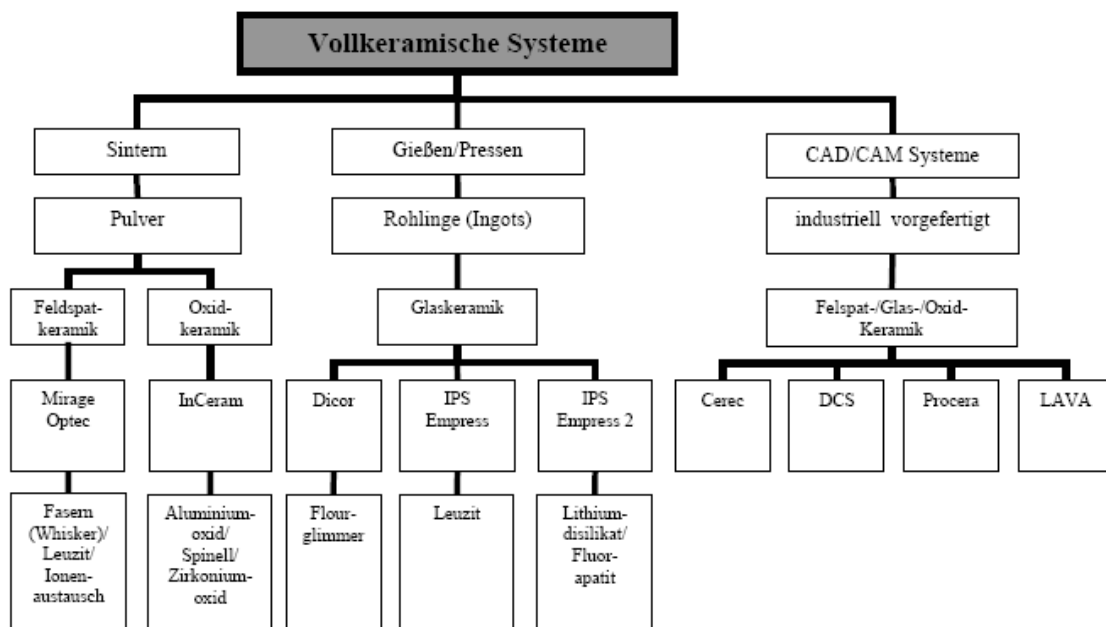 Vollkeramische Systeme
Sintern
Gießen/Pressen
CAD/CAM Systeme
Pulver
Rohlinge (Ingots)
industriell vorgefertigt
Feldspat-
keramik
Oxid-
keramik
Glaskeramik
Felspat-/Glas-/Oxid-
Keramik
Mirage
Optec
InCeram
Dicor
IPS
Empress
IPS
Empress 2
Cerec
DCS
Procera
LAVA
Fasern
(Whisker)/
Leuzit/
Ionen-
austausch
Aluminium-
oxid/
Spinell/
Zirkonium-
oxid
Flour-
glimmer
Leuzit
Lithium-
disilikat/
Fluor-
apatit